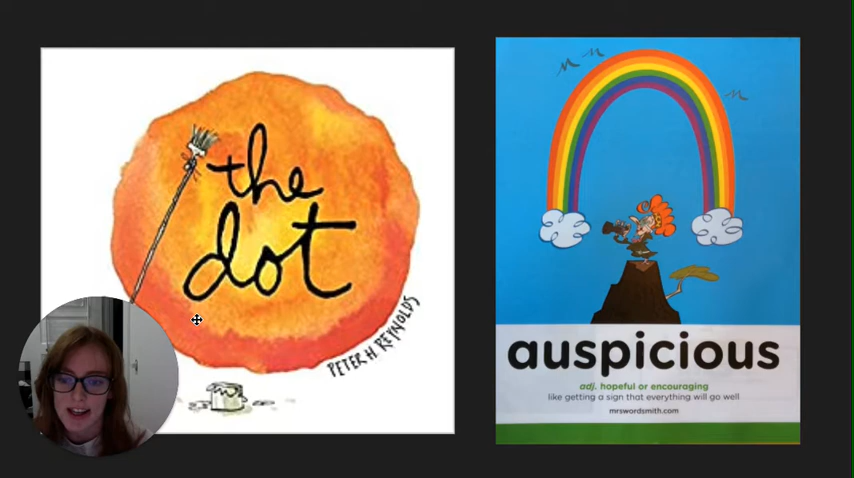 the
dot
PETER H. REYNOLDS
auspicious
adj. hopeful or encouraging
like getting a sign that everything will go well
mrswordsmith.com